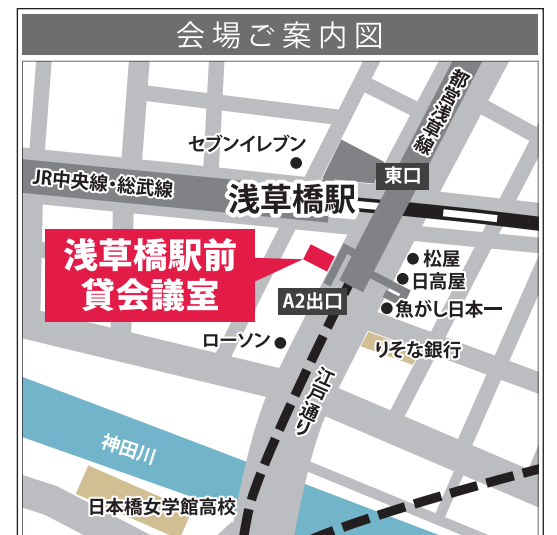 会場ご案内図
都営浅草線
セブンイレブン
東口
JR中央線・総武線
浅草橋駅
浅草橋駅前
貸会議室
松屋
日高屋
A2出口
魚がし日本一
ローソン
りそな銀行
江戸通り
神田川
日本橋女学館高校